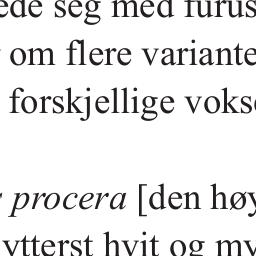 ede seg med furus
om flere variante
forskjellige vokse
procera [den høy
ytterst hvit og my